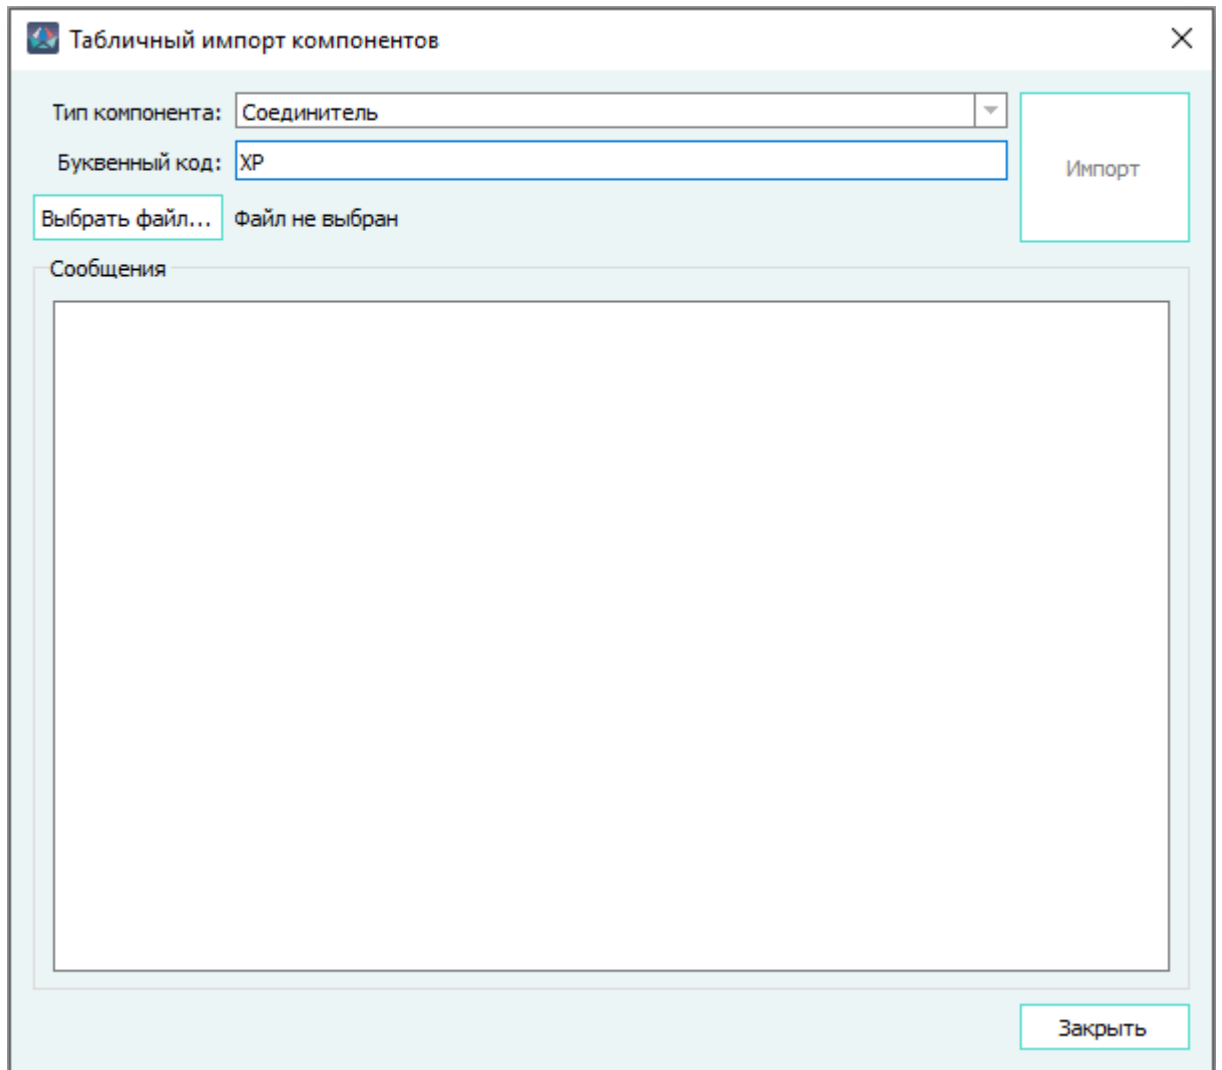 Табличный импорт компонентов
Тип компонента: Соединитель
Буквенный код: XP
Импорт
Выбрать файл... Файл не выбран
Сообщения
Закрыть